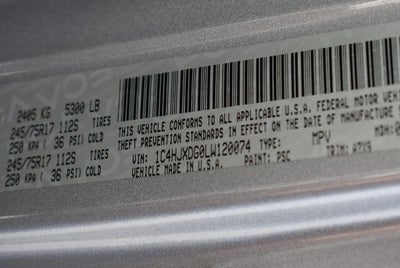 2405 KG 5300 LB
TIRES
245/75R17 112S
250 KPA ( 36 PSI) COLD
TIRES
245/75R17 112S
250 KPA ( 36 PSI) COLD
THIS VEHICLE CONFORMS TO ALL APPLICABLE U.S.A. FEDERAL MOTOR VEHICL
THEFT PREVENTION STANDARDS IN EFFECT ON THE DATE OF MANUFACTURE
VIN: 1C4HJXDG0LW120074 TYPE: MPV MDH:
VEHICLE MADE IN U.S.A. PAINT: PSC TRIM: A7X9